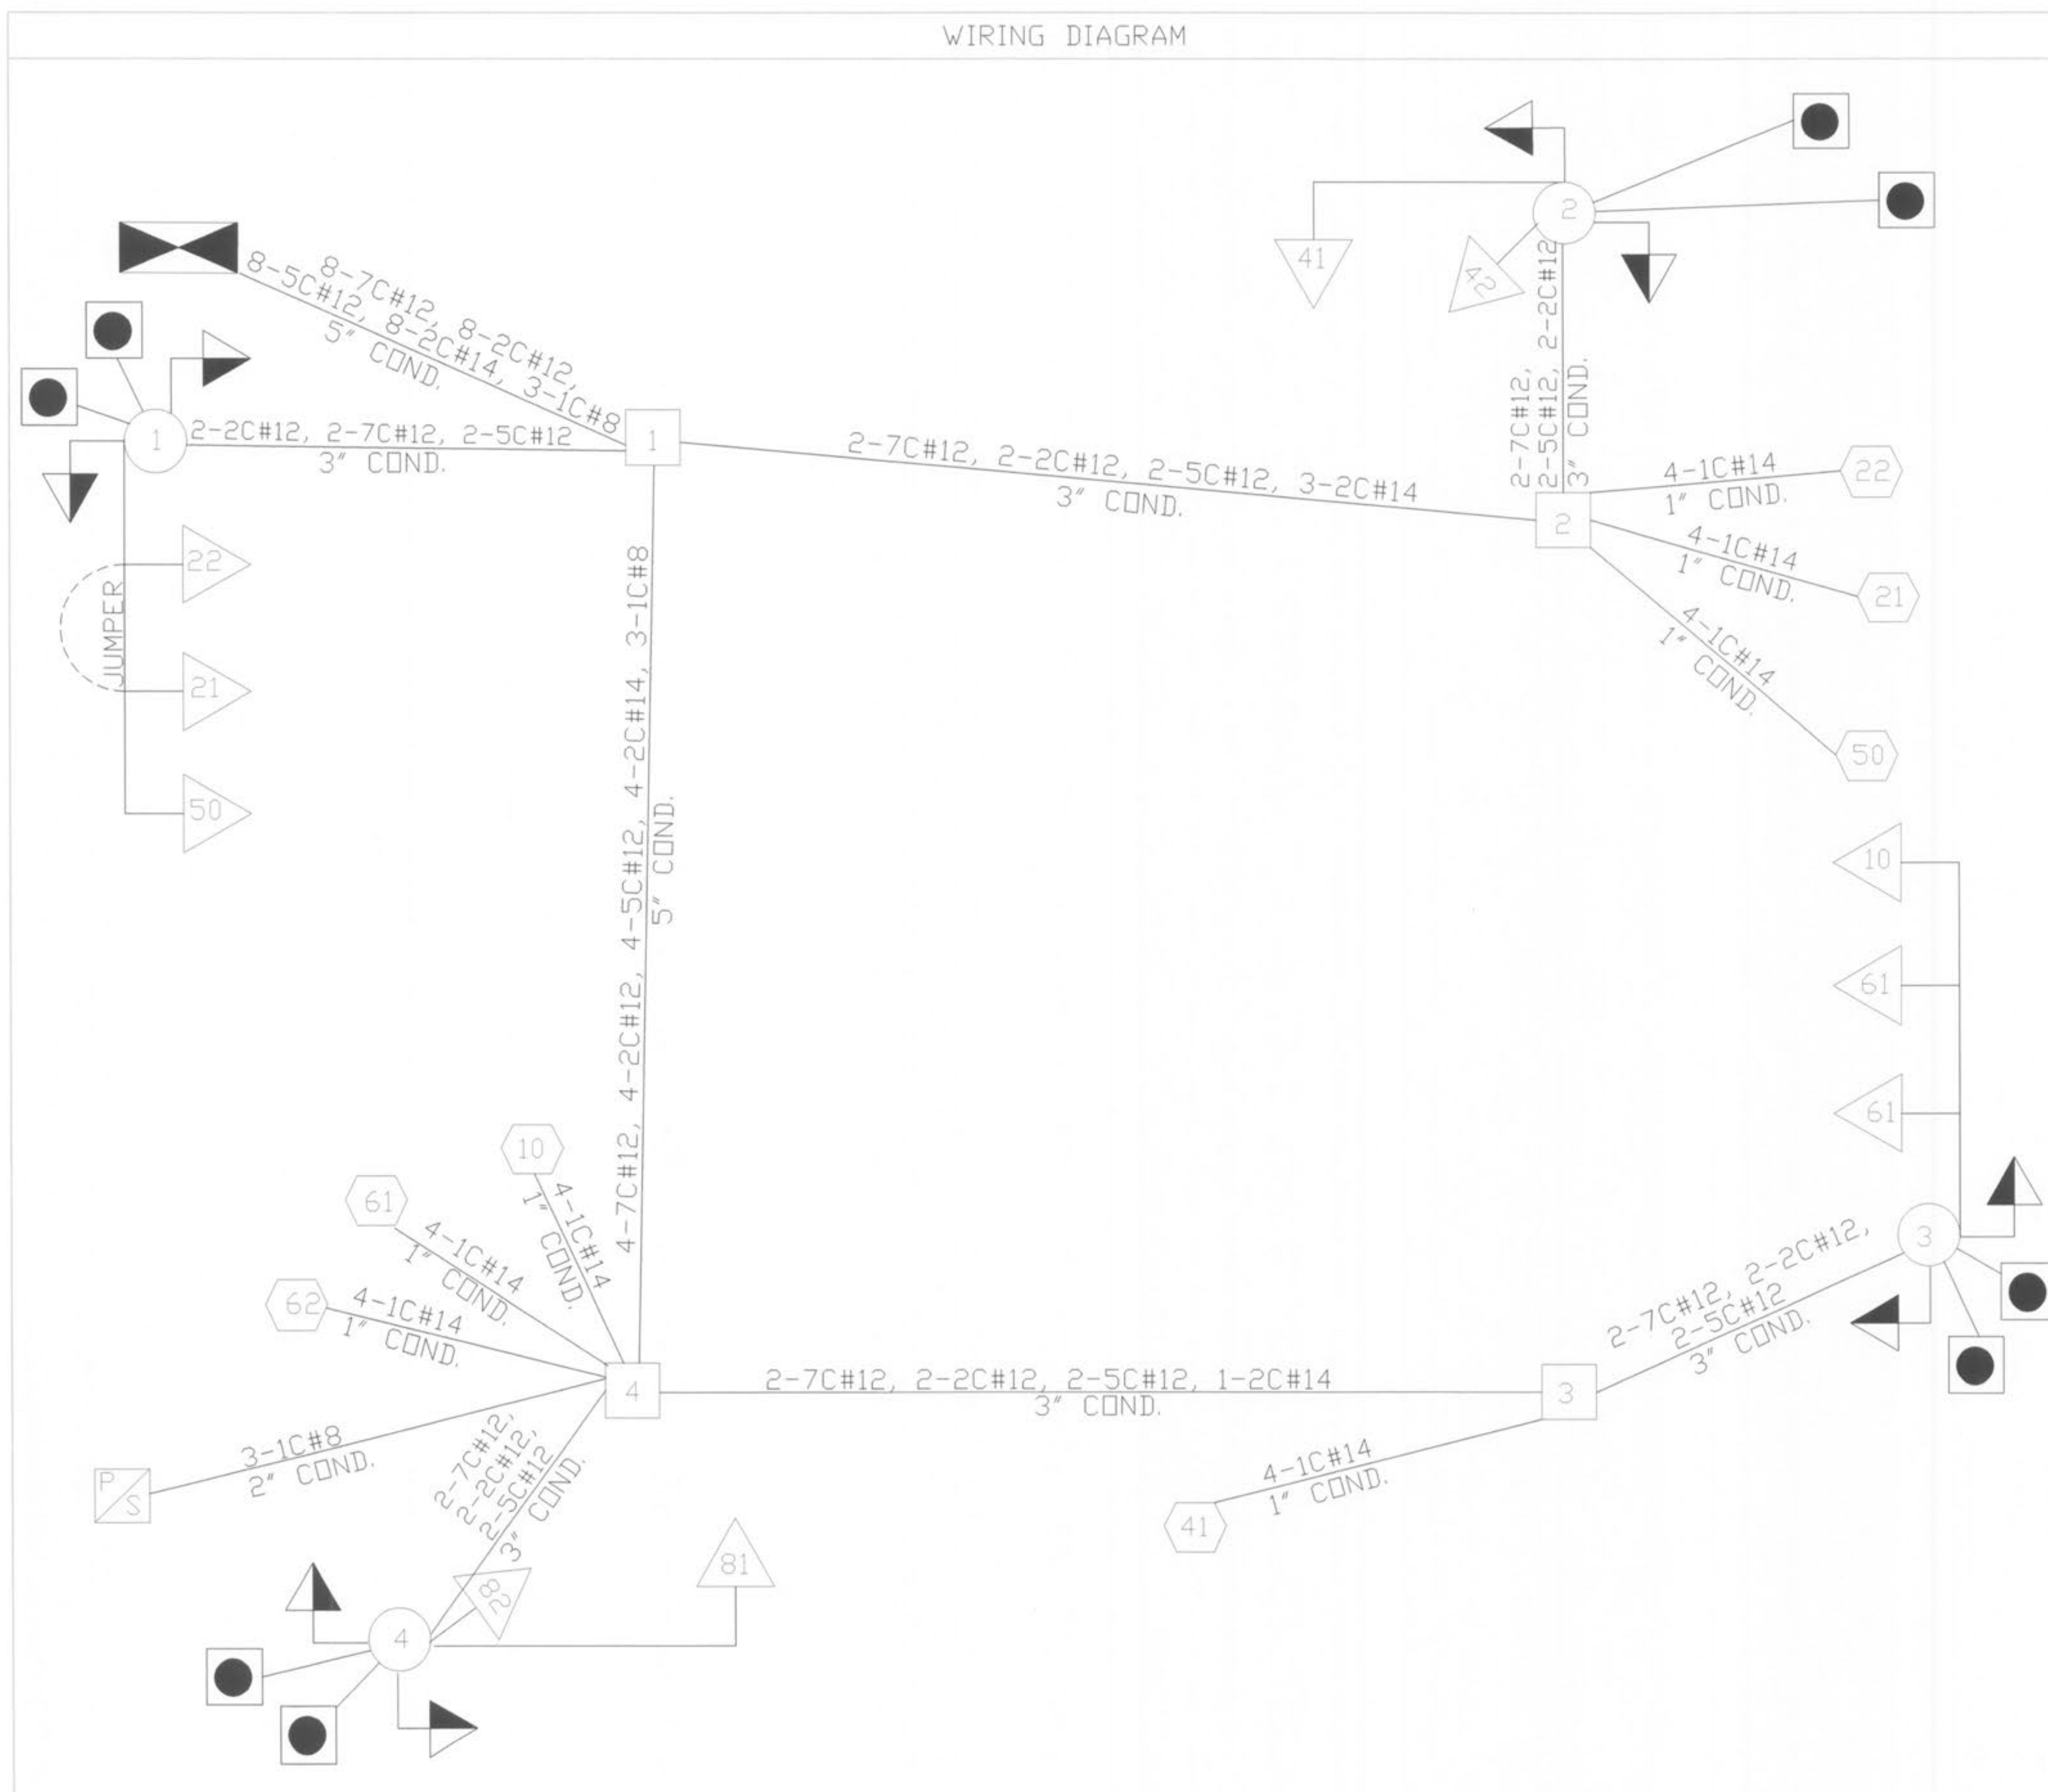 WIRING DIAGRAM
2
41
42
2-7C#12,
2-5C#12, 2-2C#12
3" COND.
8-7C#12, 8-2C#12,
8-5C#12, 8-2C#14, 3-1C#8
5" COND.
1
2-2C#12, 2-7C#12, 2-5C#12
3" COND.
1
2-7C#12, 2-2C#12, 2-5C#12, 3-2C#14
3" COND.
2
4-1C#14
1" COND.
22
4-1C#14
1" COND.
21
4-1C#14
1" COND.
50
22
JUMPER
21
50
4-7C#12, 4-2C#12, 4-5C#12, 4-2C#14, 3-1C#8
5" COND.
10
61
61
3
10
4-1C#14
1" COND.
61
4-1C#14
1" COND.
62
4-1C#14
1" COND.
4
2-7C#12, 2-2C#12, 2-5C#12, 1-2C#14
3" COND.
3
2-7C#12, 2-2C#12,
2-5C#12
3" COND.
3-1C#8
2" COND.
P/S
2-7C#12,
2-2C#12,
2-5C#12
3" COND.
4-1C#14
1" COND.
41
81
82
4